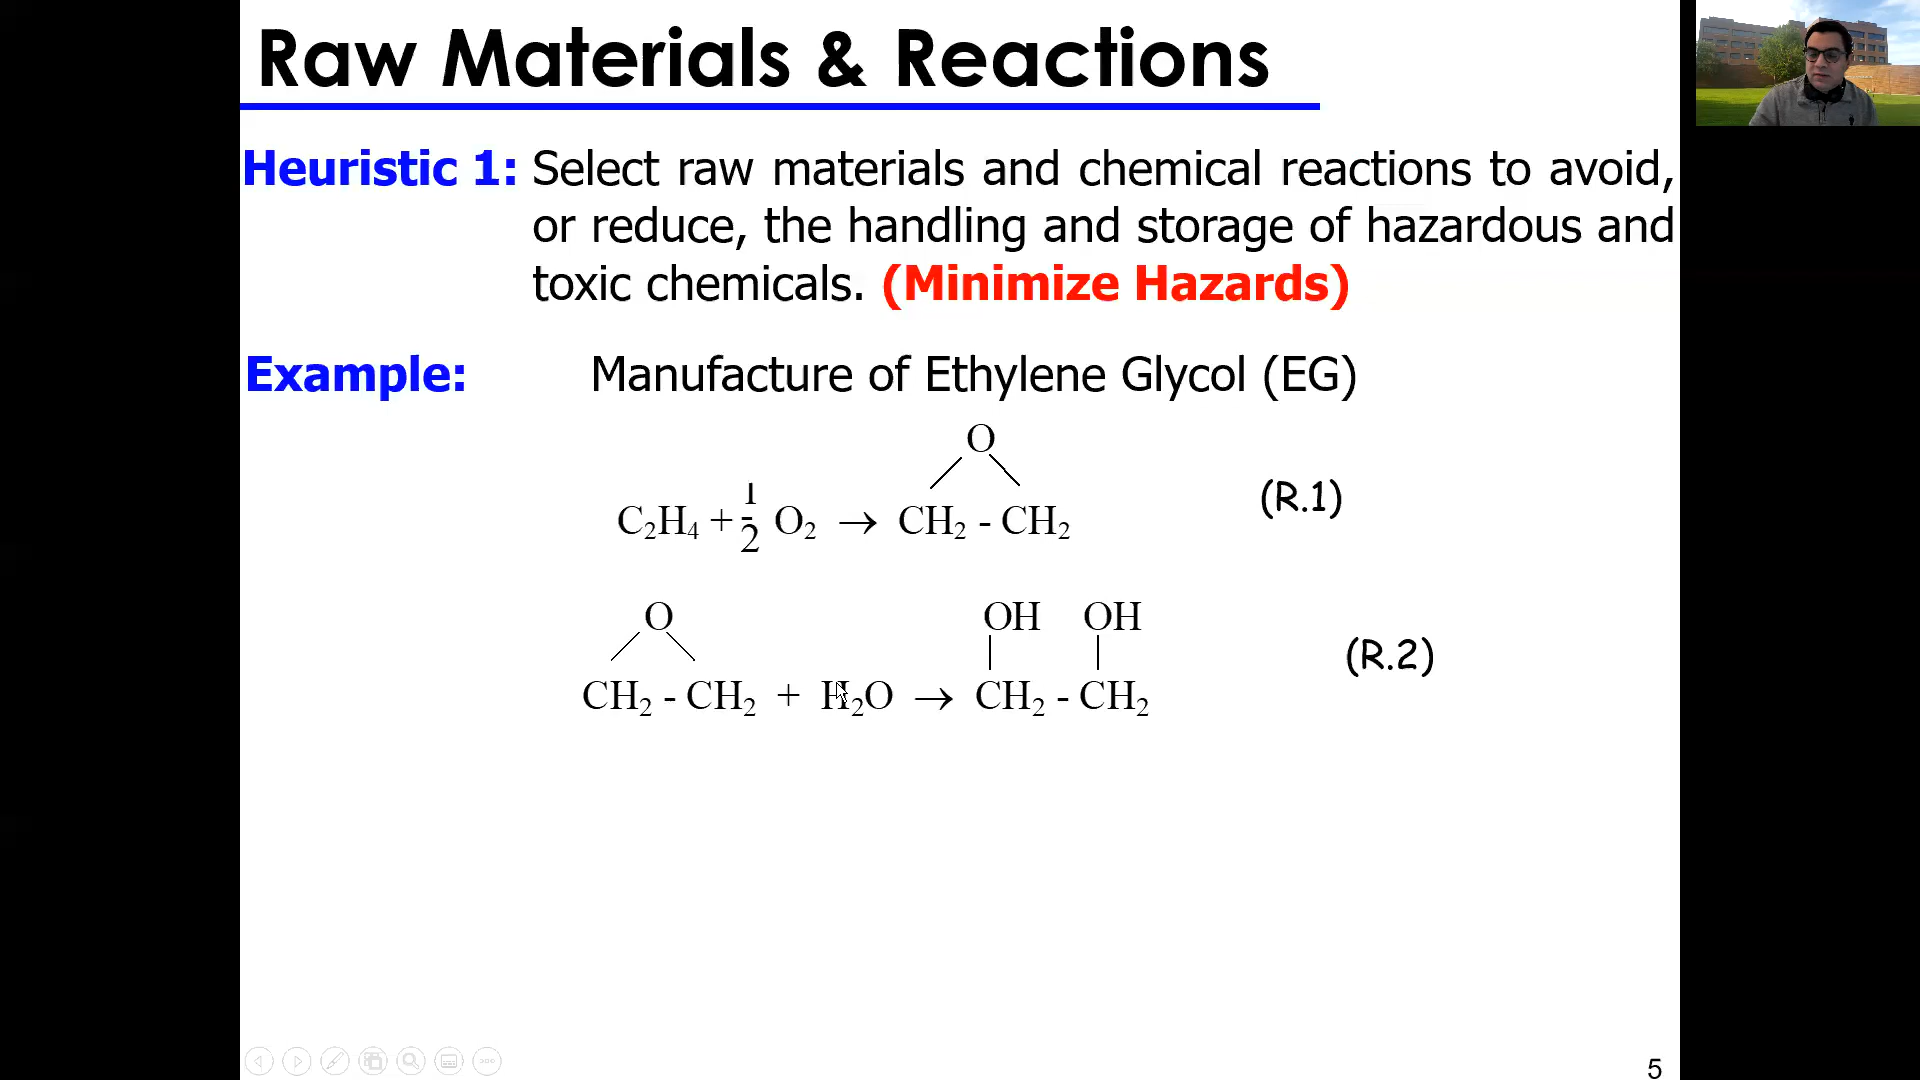 Raw Materials & Reactions
Heuristic 1: Select raw materials and chemical reactions to avoid,
or reduce, the handling and storage of hazardous and
toxic chemicals. (Minimize Hazards)
Example: Manufacture of Ethylene Glycol (EG)
O
C₂H₄ + 1/2 O₂ → CH₂ - CH₂ (R.1)
O OH OH
CH₂ - CH₂ + H₂O → CH₂ - CH₂ (R.2)
5